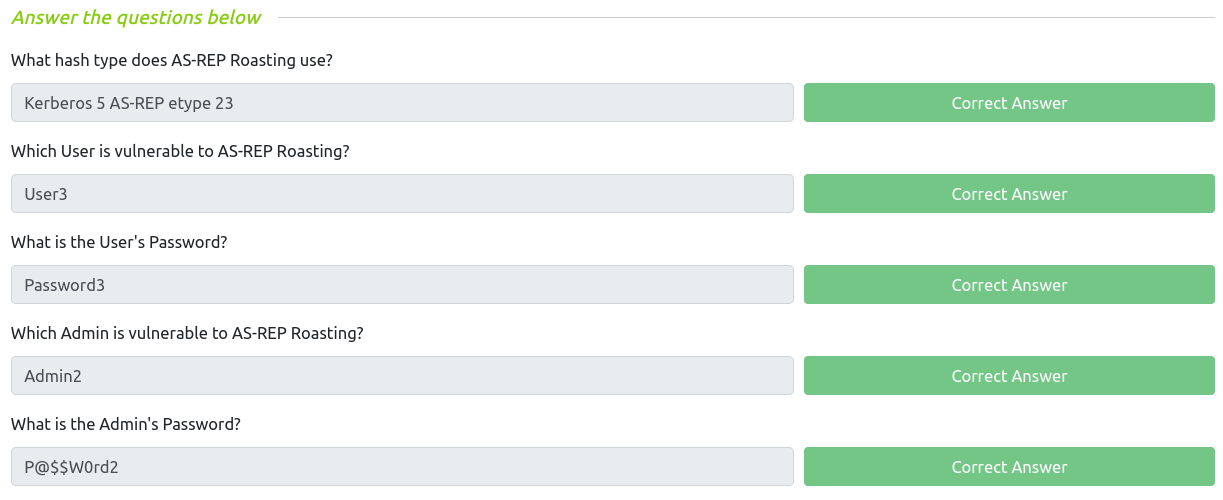 Answer the questions below
What hash type does AS-REP Roasting use?
Kerberos 5 AS-REP etype 23
Correct Answer
Which User is vulnerable to AS-REP Roasting?
User3
Correct Answer
What is the User's Password?
Password3
Correct Answer
Which Admin is vulnerable to AS-REP Roasting?
Admin2
Correct Answer
What is the Admin's Password?
P@$$W0rd2
Correct Answer